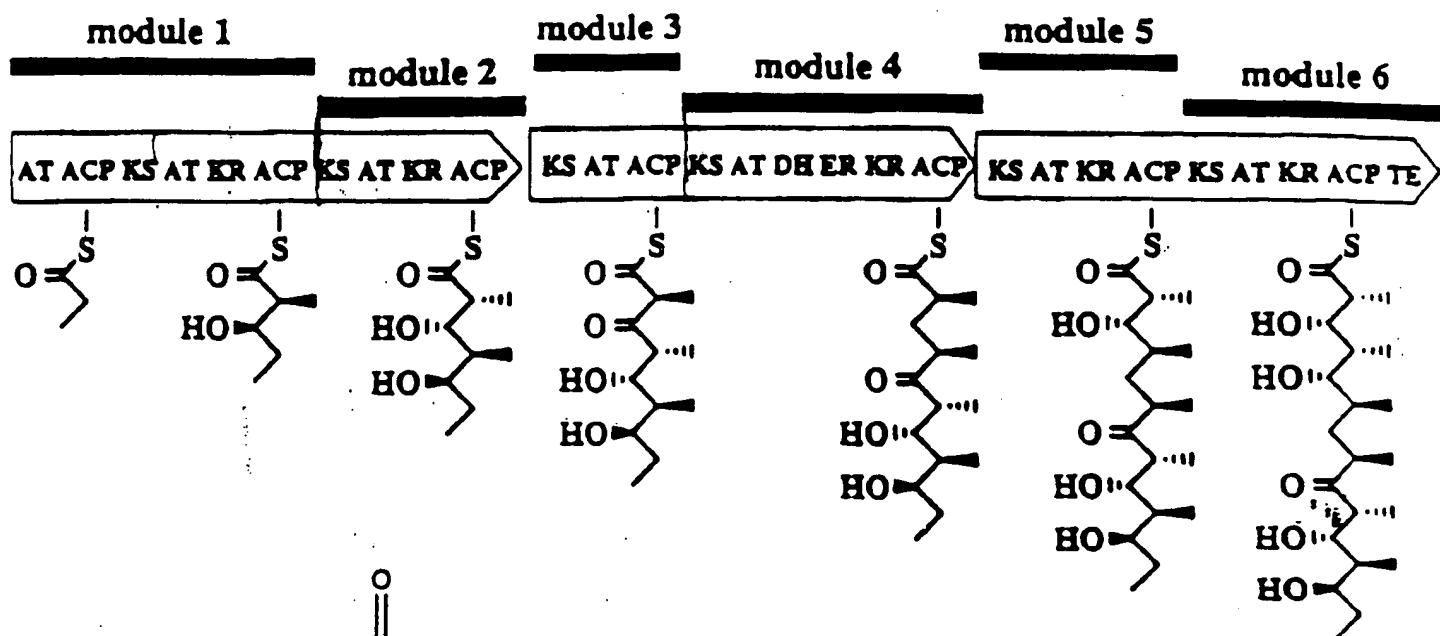 module 1
module 2
module 3
module 4
module 5
module 6
AT ACP KS AT KR ACP KS AT KR ACP
KS AT ACP KS AT DH ER KR ACP
KS AT KR ACP KS AT KR ACP TE
S S S S S S S
O O O O O O O
HO HO O HO HO
HO HO O HO HO
HO HO O O
HO HO HO
HO HO
O